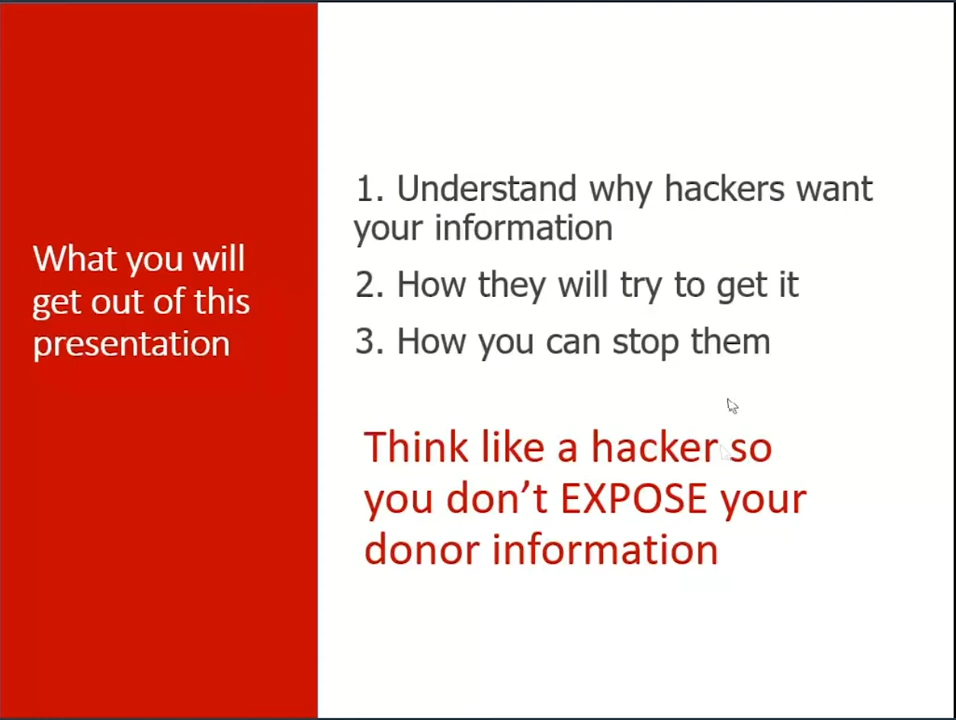 What you will
get out of this
presentation
1. Understand why hackers want
your information
2. How they will try to get it
3. How you can stop them
Think like a hacker so
you don’t EXPOSE your
donor information